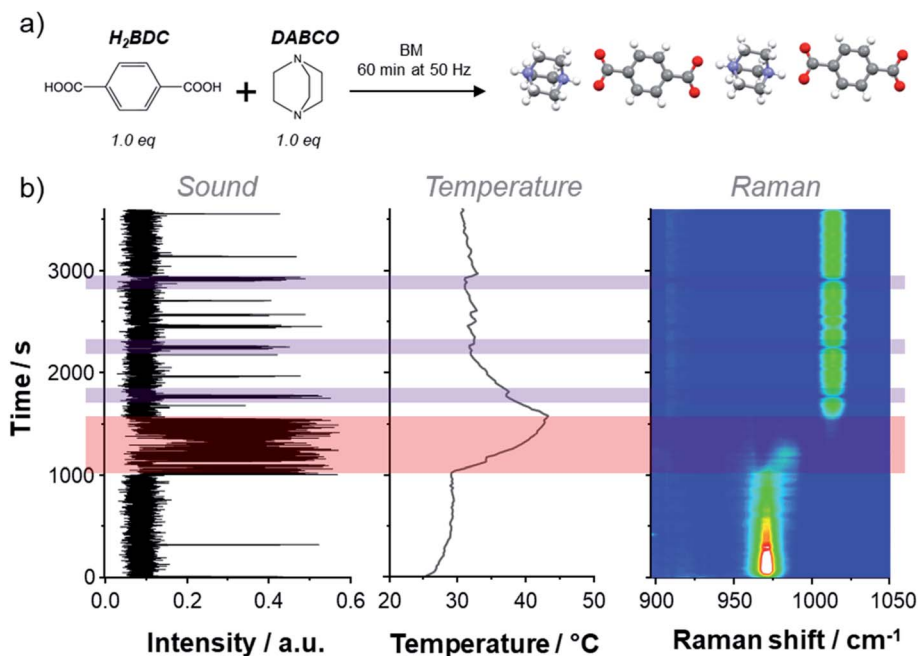 a)
H₂BDC
DABCO
HOOC
COOH
+
N
N
1.0 eq
1.0 eq
BM
60 min at 50 Hz
b)
Sound
Temperature
Raman
Time / s
3000
2000
1000
0
0.0 0.2 0.4 0.6
20 30 40 50
900 950 1000 1050
Intensity / a.u.
Temperature / °C
Raman shift / cm⁻¹